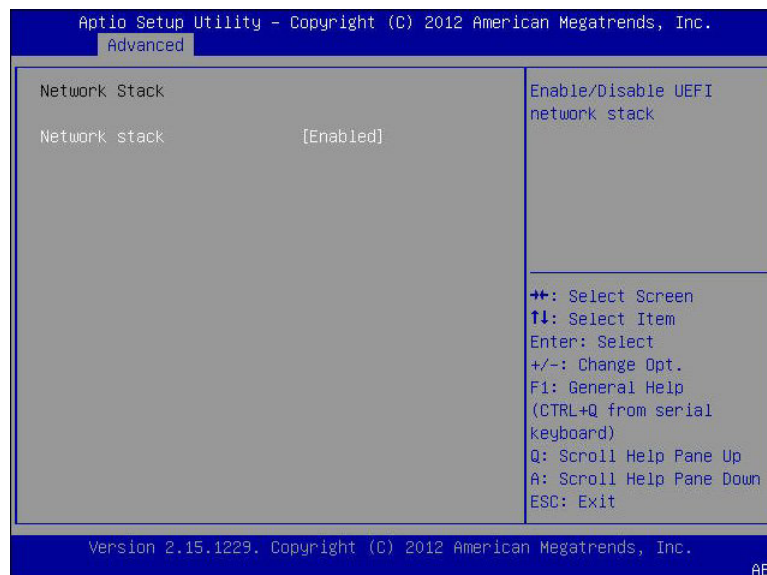 Aptio Setup Utility – Copyright (C) 2012 American Megatrends, Inc.
Advanced
Network Stack
Network stack [Enabled]
Enable/Disable UEFI
network stack
→←: Select Screen
↑↓: Select Item
Enter: Select
+/-: Change Opt.
F1: General Help
(CTRL+Q from serial
keyboard)
Q: Scroll Help Pane Up
A: Scroll Help Pane Down
ESC: Exit
Version 2.15.1229. Copyright (C) 2012 American Megatrends, Inc.